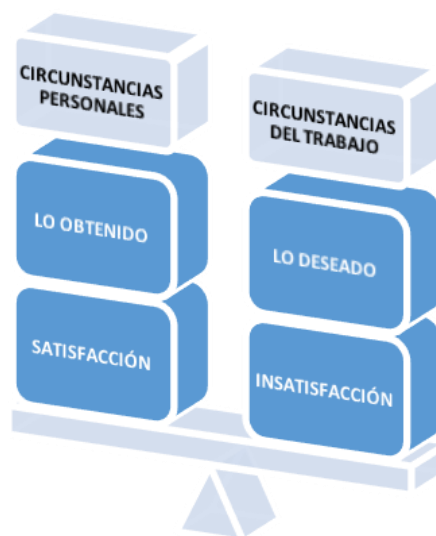 CIRCUNSTANCIAS
PERSONALES
LO OBTENIDO
SATISFACCIÓN
CIRCUNSTANCIAS
DEL TRABAJO
LO DESEADO
INSATISFACCIÓN